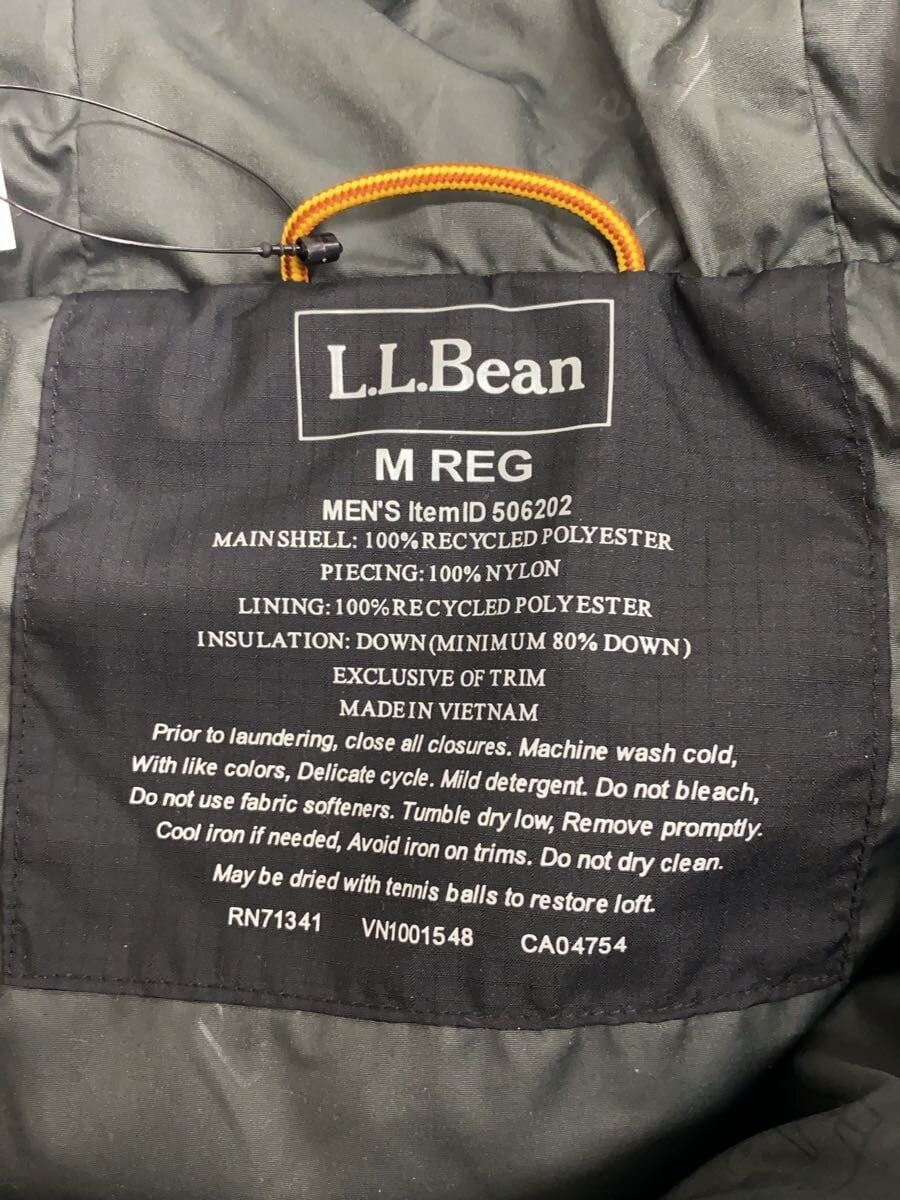 L.L.Bean
M REG
MEN'S ItemID 506202
MAIN SHELL: 100% RECYCLED POLYESTER
PIECING: 100% NYLON
LINING: 100% RECYCLED POLYESTER
INSULATION: DOWN (MINIMUM 80% DOWN)
EXCLUSIVE OF TRIM
MADE IN VIETNAM
Prior to laundering, close all closures. Machine wash cold,
With like colors, Delicate cycle. Mild detergent. Do not bleach,
Do not use fabric softeners. Tumble dry low, Remove promptly.
Cool iron if needed, Avoid iron on trims. Do not dry clean.
May be dried with tennis balls to restore loft.
RN71341 VN1001548 CA04754